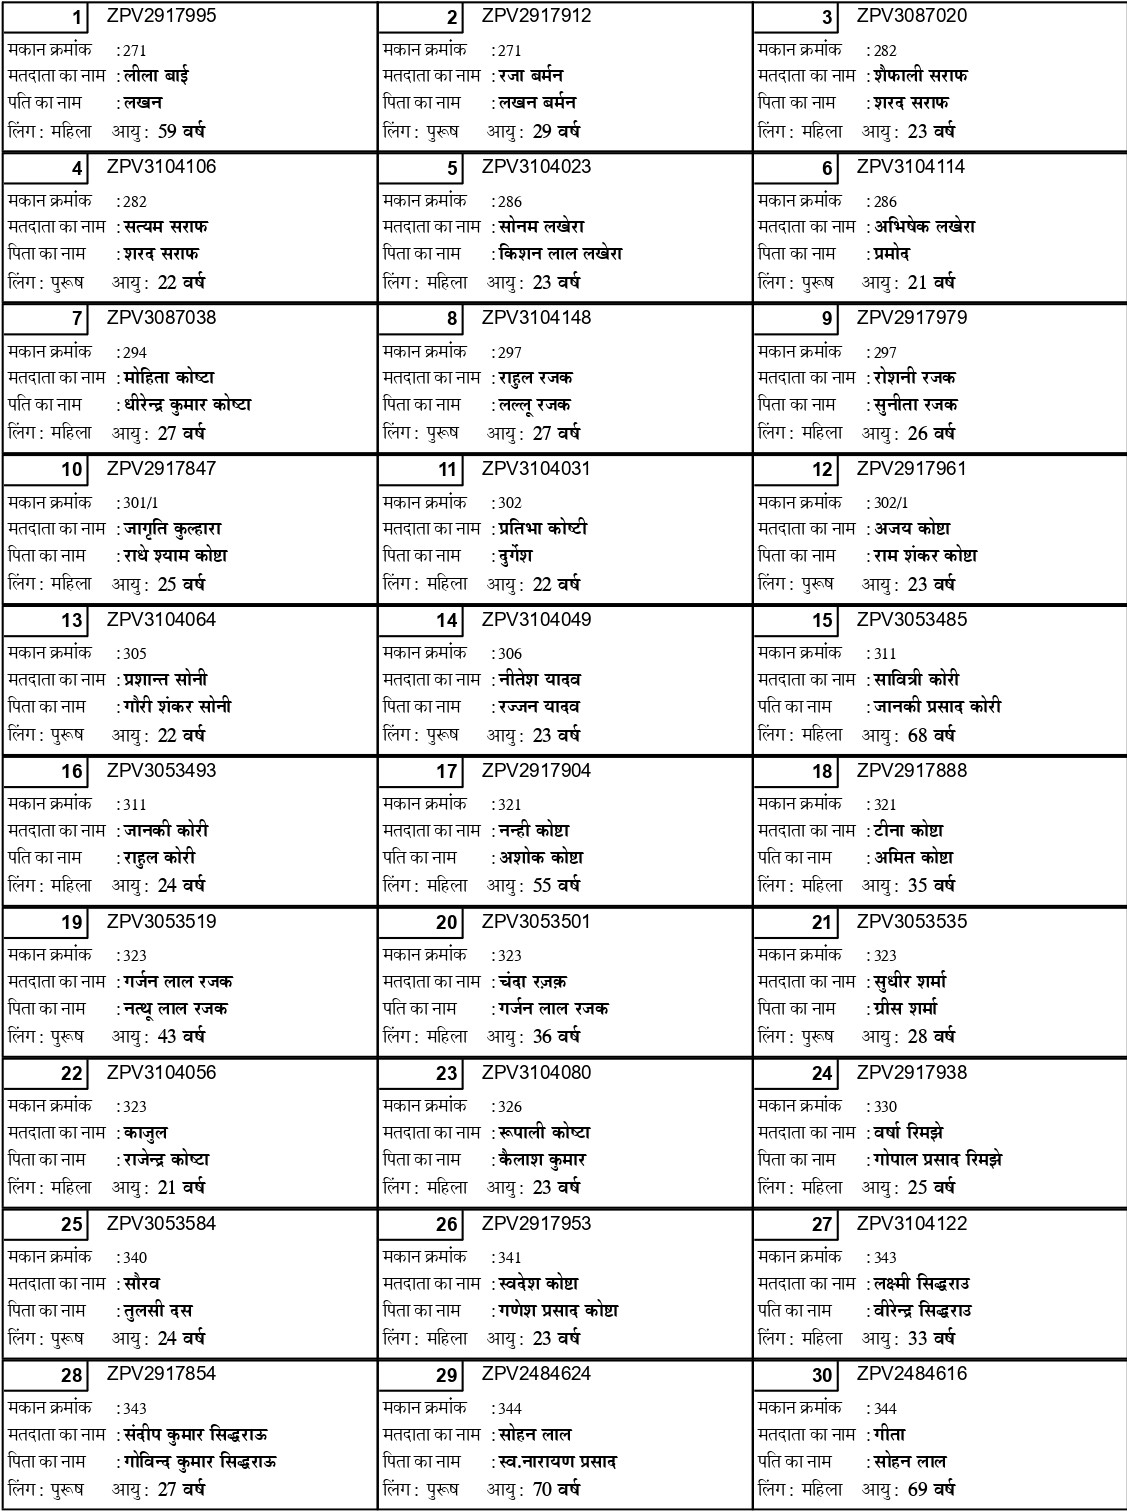 1 ZPV2917995
मकान क्रमांक :271
मतदाता का नाम :लीला बाई
पति का नाम :लखन
लिंग: महिला आयु: 59 वर्ष
2 ZPV2917912
मकान क्रमांक :271
मतदाता का नाम :रजा बर्मन
पिता का नाम :लखन बर्मन
लिंग: पुरूष आयु: 29 वर्ष
3 ZPV3087020
मकान क्रमांक :282
मतदाता का नाम :शैफाली सराफ
पिता का नाम :शरद सराफ
लिंग: महिला आयु: 23 वर्ष
4 ZPV3104106
मकान क्रमांक :282
मतदाता का नाम :सत्यम सराफ
पिता का नाम :शरद सराफ
लिंग: पुरूष आयु: 22 वर्ष
5 ZPV3104023
मकान क्रमांक :286
मतदाता का नाम :सोनम लखेरा
पिता का नाम :किशन लाल लखेरा
लिंग: महिला आयु: 23 वर्ष
6 ZPV3104114
मकान क्रमांक :286
मतदाता का नाम :अभिषेक लखेरा
पिता का नाम :प्रमोद
लिंग: पुरूष आयु: 21 वर्ष
7 ZPV3087038
मकान क्रमांक :294
मतदाता का नाम :मोहिता कोष्टा
पति का नाम :धीरेन्द्र कुमार कोष्टा
लिंग: महिला आयु: 27 वर्ष
8 ZPV3104148
मकान क्रमांक :297
मतदाता का नाम :राहुल रजक
पिता का नाम :लल्लू रजक
लिंग: पुरूष आयु: 27 वर्ष
9 ZPV2917979
मकान क्रमांक :297
मतदाता का नाम :रोशनी रजक
पिता का नाम :सुनीता रजक
लिंग: महिला आयु: 26 वर्ष
10 ZPV2917847
मकान क्रमांक :301/1
मतदाता का नाम :जागृति कुल्हारा
पिता का नाम :राधे श्याम कोष्टा
लिंग: महिला आयु: 25 वर्ष
11 ZPV3104031
मकान क्रमांक :302
मतदाता का नाम :प्रतिभा कोष्टी
पिता का नाम :दुर्गेश
लिंग: महिला आयु: 22 वर्ष
12 ZPV2917961
मकान क्रमांक :302/1
मतदाता का नाम :अजय कोष्टा
पिता का नाम :राम शंकर कोष्टा
लिंग: पुरूष आयु: 23 वर्ष
13 ZPV3104064
मकान क्रमांक :305
मतदाता का नाम :प्रशान्त सोनी
पिता का नाम :गौरी शंकर सोनी
लिंग: पुरूष आयु: 22 वर्ष
14 ZPV3104049
मकान क्रमांक :306
मतदाता का नाम :नीतेश यादव
पिता का नाम :रज्जन यादव
लिंग: पुरूष आयु: 23 वर्ष
15 ZPV3053485
मकान क्रमांक :311
मतदाता का नाम :सावित्री कोरी
पति का नाम :जानकी प्रसाद कोरी
लिंग: महिला आयु: 68 वर्ष
16 ZPV3053493
मकान क्रमांक :311
मतदाता का नाम :जानकी कोरी
पति का नाम :राहुल कोरी
लिंग: महिला आयु: 24 वर्ष
17 ZPV2917904
मकान क्रमांक :321
मतदाता का नाम :नन्ही कोष्टा
पति का नाम :अशोक कोष्टा
लिंग: महिला आयु: 55 वर्ष
18 ZPV2917888
मकान क्रमांक :321
मतदाता का नाम :टीना कोष्टा
पति का नाम :अमित कोष्टा
लिंग: महिला आयु: 35 वर्ष
19 ZPV3053519
मकान क्रमांक :323
मतदाता का नाम :गर्जन लाल रजक
पिता का नाम :नत्थू लाल रजक
लिंग: पुरूष आयु: 43 वर्ष
20 ZPV3053501
मकान क्रमांक :323
मतदाता का नाम :चंदा रज़क़
पति का नाम :गर्जन लाल रजक
लिंग: महिला आयु: 36 वर्ष
21 ZPV3053535
मकान क्रमांक :323
मतदाता का नाम :सुधीर शर्मा
पिता का नाम :ग्रीस शर्मा
लिंग: पुरूष आयु: 28 वर्ष
22 ZPV3104056
मकान क्रमांक :323
मतदाता का नाम :काजुल
पिता का नाम :राजेन्द्र कोष्टा
लिंग: महिला आयु: 21 वर्ष
23 ZPV3104080
मकान क्रमांक :326
मतदाता का नाम :रूपाली कोष्टा
पिता का नाम :कैलाश कुमार
लिंग: महिला आयु: 23 वर्ष
24 ZPV2917938
मकान क्रमांक :330
मतदाता का नाम :वर्षा रिमझे
पिता का नाम :गोपाल प्रसाद रिमझे
लिंग: महिला आयु: 25 वर्ष
25 ZPV3053584
मकान क्रमांक :340
मतदाता का नाम :सौरव
पिता का नाम :तुलसी दस
लिंग: पुरूष आयु: 24 वर्ष
26 ZPV2917953
मकान क्रमांक :341
मतदाता का नाम :स्वदेश कोष्टा
पिता का नाम :गणेश प्रसाद कोष्टा
लिंग: महिला आयु: 23 वर्ष
27 ZPV3104122
मकान क्रमांक :343
मतदाता का नाम :लक्ष्मी सिद्धराउ
पति का नाम :वीरेन्द्र सिद्धराउ
लिंग: महिला आयु: 33 वर्ष
28 ZPV2917854
मकान क्रमांक :343
मतदाता का नाम :संदीप कुमार सिद्धराऊ
पिता का नाम :गोविन्द कुमार सिद्धराऊ
लिंग: पुरूष आयु: 27 वर्ष
29 ZPV2484624
मकान क्रमांक :344
मतदाता का नाम :सोहन लाल
पिता का नाम :स्व.नारायण प्रसाद
लिंग: पुरूष आयु: 70 वर्ष
30 ZPV2484616
मकान क्रमांक :344
मतदाता का नाम :गीता
पति का नाम :सोहन लाल
लिंग: महिला आयु: 69 वर्ष